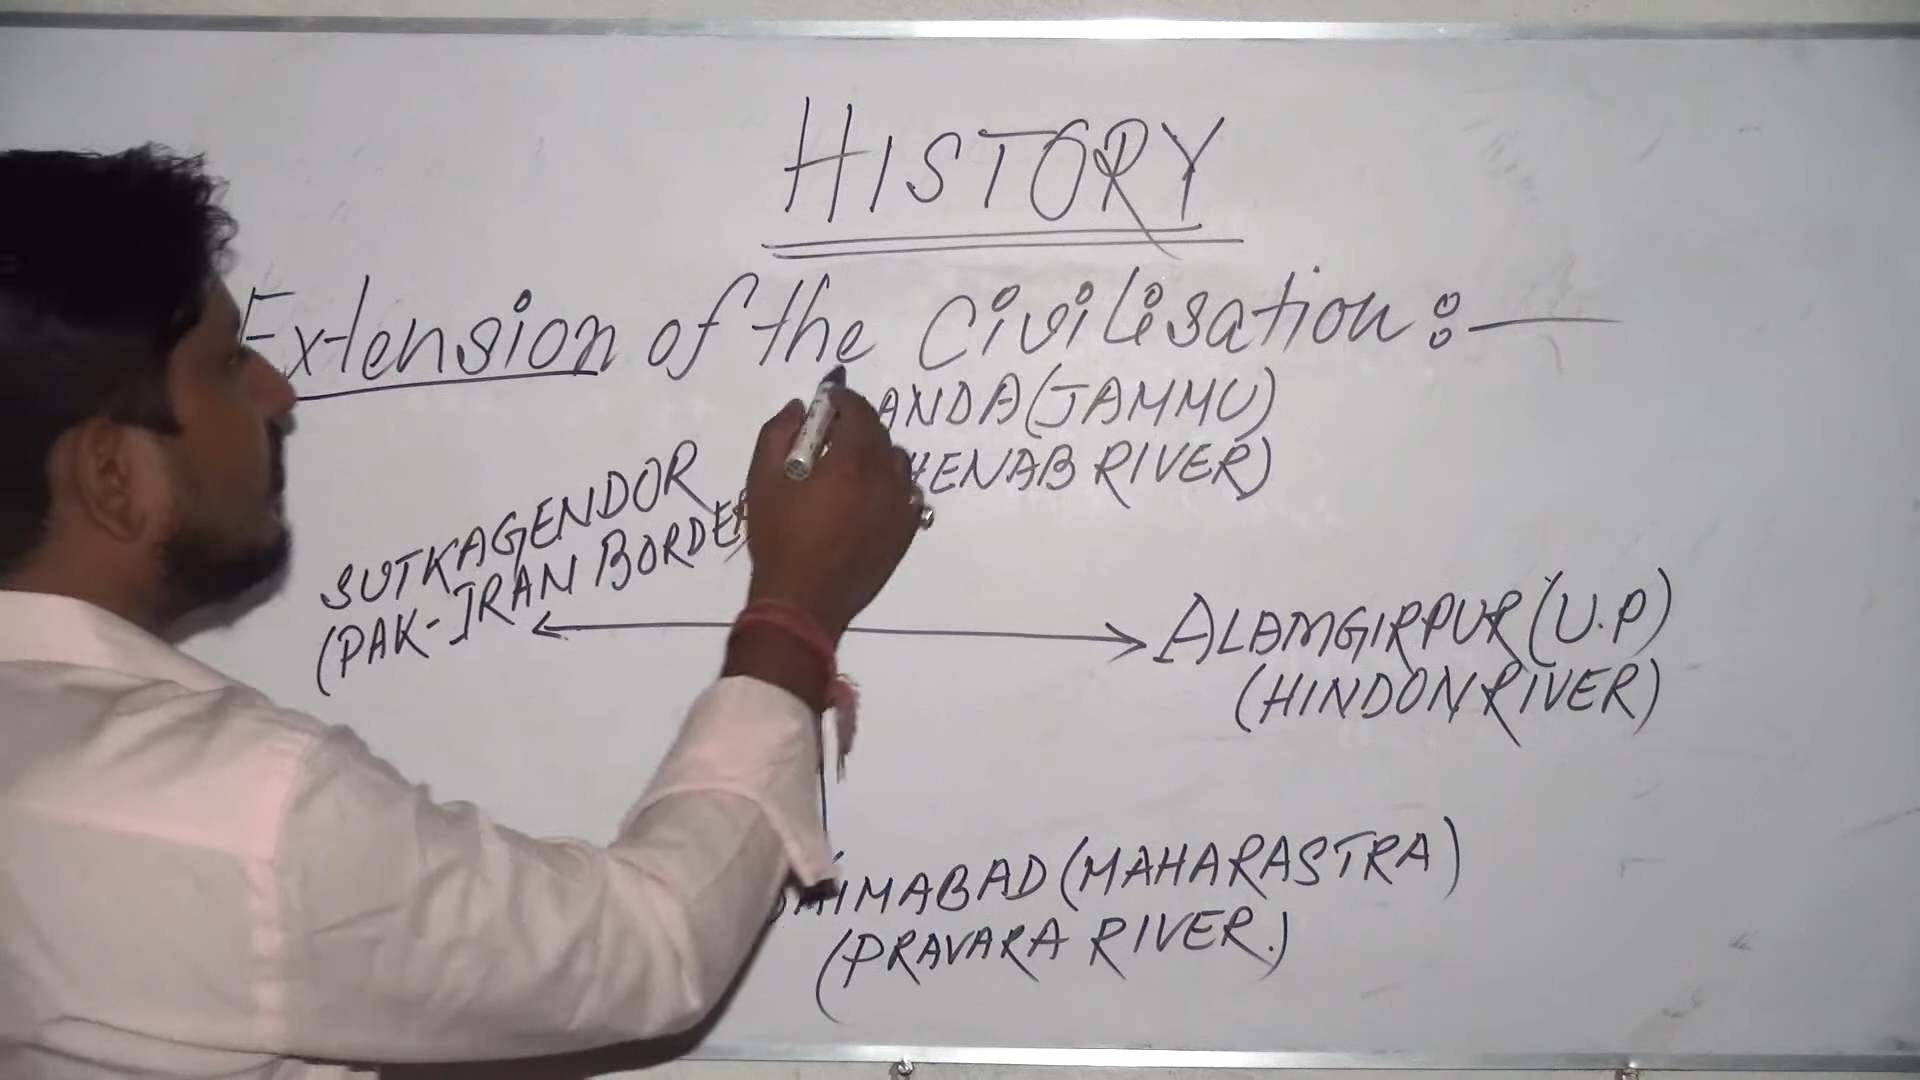 HISTORY
Extension of the Civilisation :—
ANDA (JAMMU)
HENAB RIVER)
SUTKAGENDOR
(PAK-IRAN BORDE
ALAMGIRPUR (U.P)
(HINDON RIVER)
IMABAD (MAHARASTRA)
(PRAVARA RIVER.)